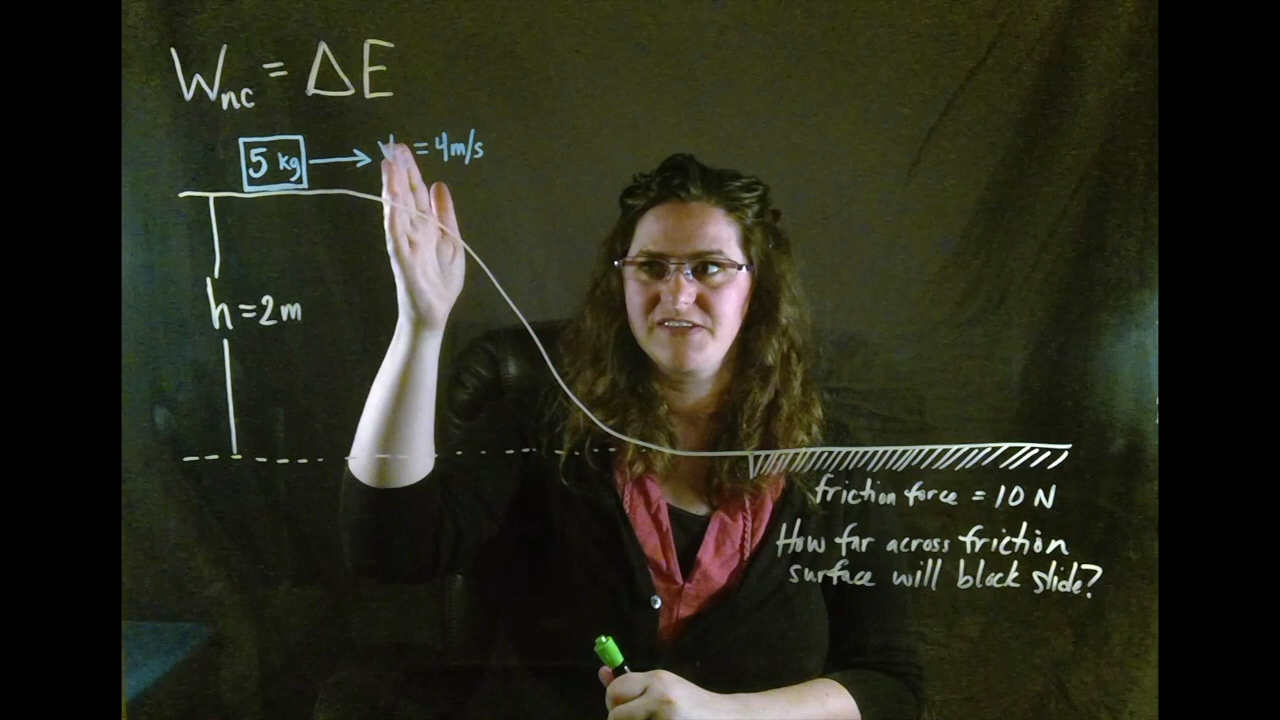 Wnc = ΔE
5 kg
= 4m/s
h = 2m
friction force = 10 N
How far across friction
surface will block slide?